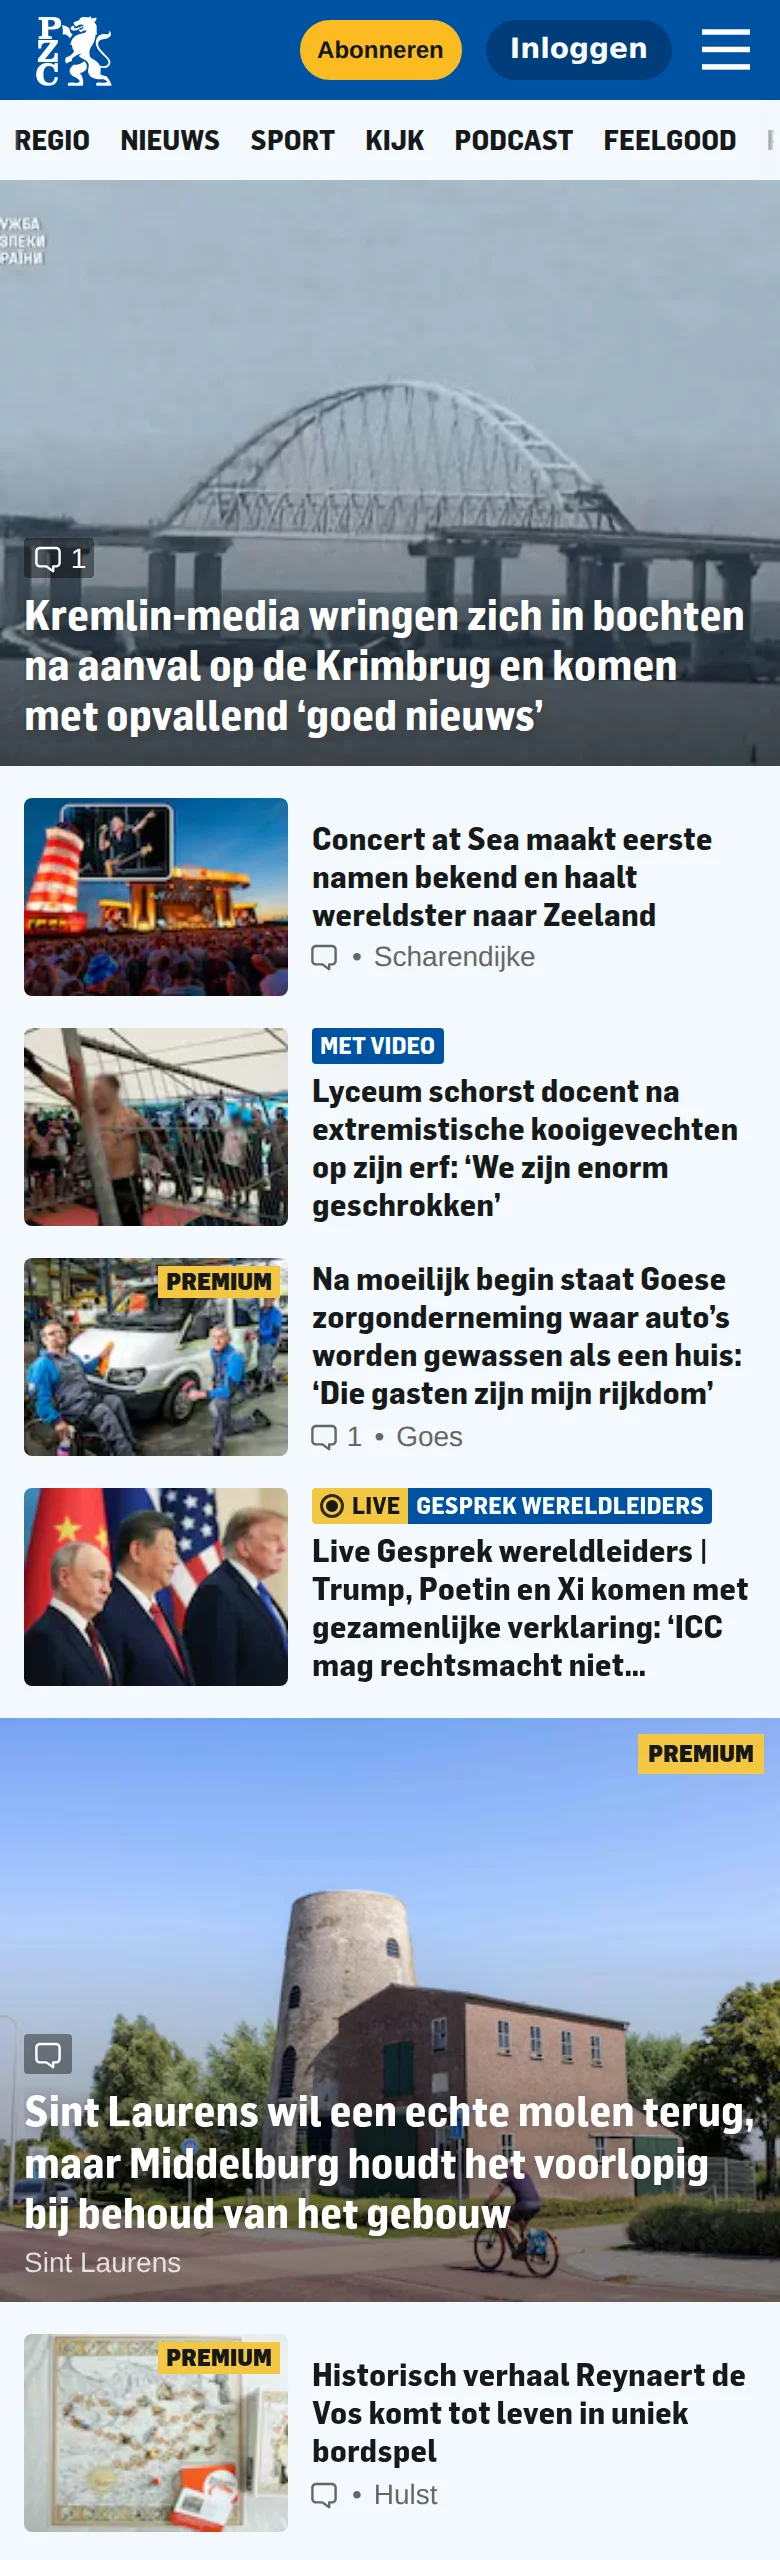 PZC
Abonneren
Inloggen
REGIO NIEUWS SPORT KIJK PODCAST FEELGOOD
УЖБА
ЗПЕКИ
РАЇНИ
1
Kremlin-media wringen zich in bochten
na aanval op de Krimbrug en komen
met opvallend ‘goed nieuws’
Concert at Sea maakt eerste
namen bekend en haalt
wereldster naar Zeeland
• Scharendijke
MET VIDEO
Lyceum schorst docent na
extremistische kooigevechten
op zijn erf: ‘We zijn enorm
geschrokken’
PREMIUM
Na moeilijk begin staat Goese
zorgonderneming waar auto’s
worden gewassen als een huis:
‘Die gasten zijn mijn rijkdom’
1 • Goes
LIVE GESPREK WERELDLEIDERS
Live Gesprek wereldleiders |
Trump, Poetin en Xi komen met
gezamenlijke verklaring: ‘ICC
mag rechtsmacht niet...
PREMIUM
Sint Laurens wil een echte molen terug,
maar Middelburg houdt het voorlopig
bij behoud van het gebouw
Sint Laurens
PREMIUM
Historisch verhaal Reynaert de
Vos komt tot leven in uniek
bordspel
• Hulst